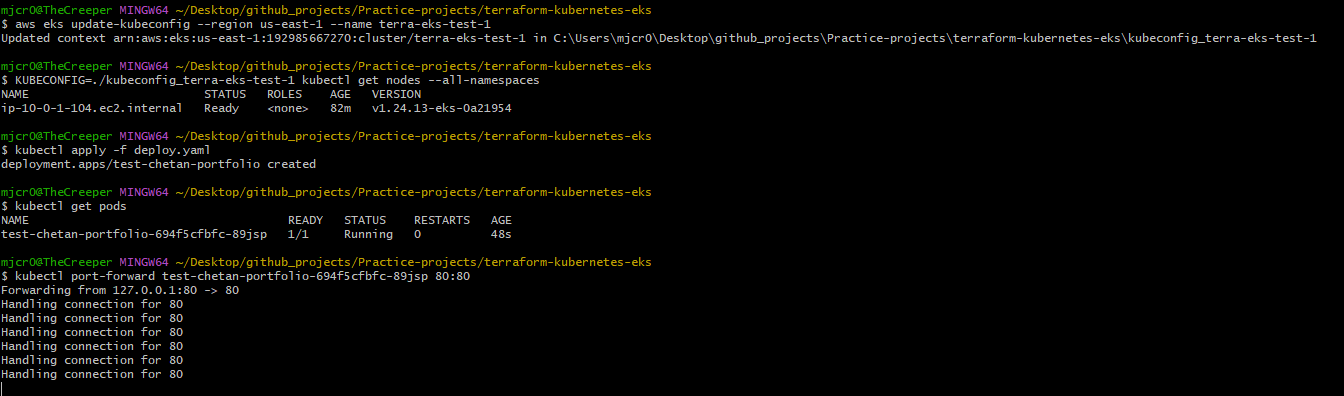 mjcr0@TheCreeper MINGW64 ~/Desktop/github_projects/Practice-projects/terraform-kubernetes-eks
$ aws eks update-kubeconfig --region us-east-1 --name terra-eks-test-1
Updated context arn:aws:eks:us-east-1:192985667270:cluster/terra-eks-test-1 in C:\Users\mjcr0\Desktop\github_projects\Practice-projects\terraform-kubernetes-eks\kubeconfig_terra-eks-test-1
mjcr0@TheCreeper MINGW64 ~/Desktop/github_projects/Practice-projects/terraform-kubernetes-eks
$ KUBECONFIG=./kubeconfig_terra-eks-test-1 kubectl get nodes --all-namespaces
NAME STATUS ROLES AGE VERSION
ip-10-0-1-104.ec2.internal Ready <none> 82m v1.24.13-eks-0a21954
mjcr0@TheCreeper MINGW64 ~/Desktop/github_projects/Practice-projects/terraform-kubernetes-eks
$ kubectl apply -f deploy.yaml
deployment.apps/test-chetan-portfolio created
mjcr0@TheCreeper MINGW64 ~/Desktop/github_projects/Practice-projects/terraform-kubernetes-eks
$ kubectl get pods
NAME READY STATUS RESTARTS AGE
test-chetan-portfolio-694f5cfbfc-89jsp 1/1 Running 0 48s
mjcr0@TheCreeper MINGW64 ~/Desktop/github_projects/Practice-projects/terraform-kubernetes-eks
$ kubectl port-forward test-chetan-portfolio-694f5cfbfc-89jsp 80:80
Forwarding from 127.0.0.1:80 -> 80
Handling connection for 80
Handling connection for 80
Handling connection for 80
Handling connection for 80
Handling connection for 80
Handling connection for 80